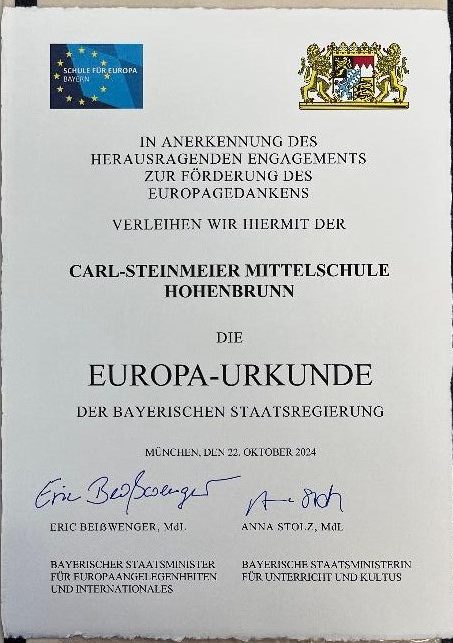 SCHULE FÜR EUROPA
BAYERN
IN ANERKENNUNG DES
HERAUSRAGENDEN ENGAGEMENTS
ZUR FÖRDERUNG DES
EUROPAGEDANKENS
VERLEIHEN WIR HIERMIT DER
CARL-STEINMEIER MITTELSCHULE
HOHENBRUNN
DIE
EUROPA-URKUNDE
DER BAYERISCHEN STAATSREGIERUNG
MÜNCHEN, DEN 22. OKTOBER 2024
Eric Beißwenger
ERIC BEIßWENGER, MdL
BAYERISCHER STAATSMINISTER
FÜR EUROPAANGELEGENHEITEN
UND INTERNATIONALES
ANNA STOLZ, MdL
BAYERISCHE STAATSMINISTERIN
FÜR UNTERRICHT UND KULTUS